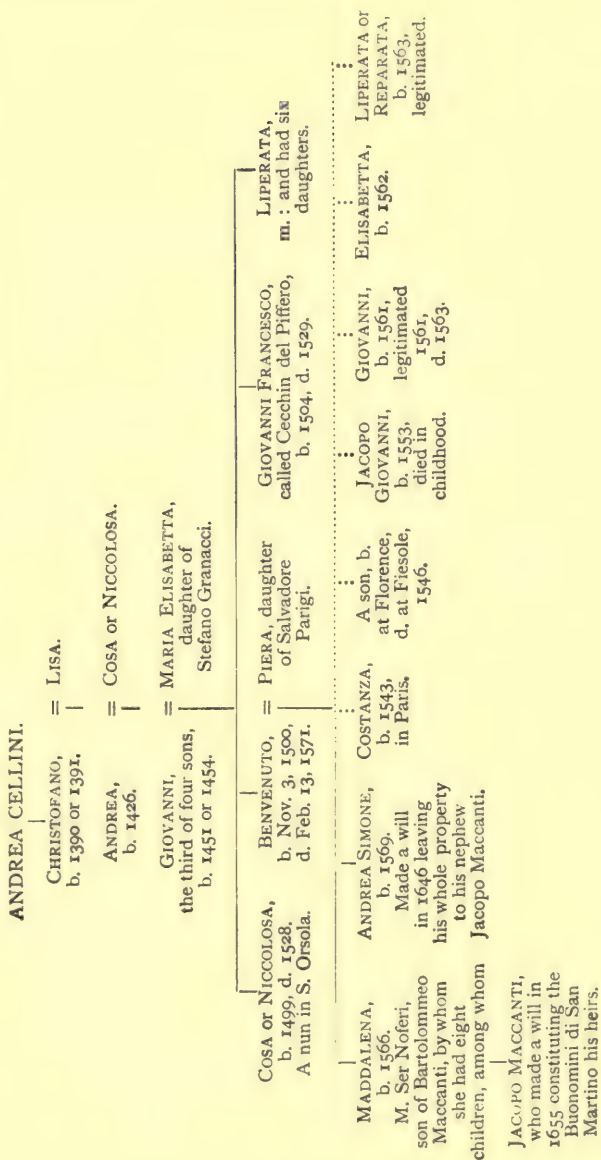 ANDREA CELLINI.
CHRISTOFANO,
b. 1390 or 1391.
= LISA.
ANDREA,
b. 1426.
= COSA or NICCOLOSA.
GIOVANNI,
the third of four sons,
b. 1451 or 1454.
= MARIA ELISABETTA,
daughter of
Stefano Granacci.
COSA or NICCOLOSA,
b. 1499, d. 1528.
A nun in S. Orsola.
BENVENUTO,
b. Nov. 3, 1500,
d. Feb. 13, 1571.
= PIERA, daughter
of Salvadore
Parigi.
GIOVANNI FRANCESCO,
called Cecchin del Piffero,
b. 1504, d. 1529.
LIPERATA,
m. : and had six
daughters.
MADDALENA,
b. 1566.
M. Ser Noferi,
son of Bartolommeo
Maccanti, by whom
she had eight
children, among whom
ANDREA SIMONE,
b. 1569.
Made a will
in 1646 leaving
his whole property
to his nephew
Jacopo Maccanti.
COSTANZA,
b. 1543,
in Paris.
A son, b.
at Florence,
d. at Fiesole,
1546.
JACOPO
GIOVANNI,
b. 1553,
died in
childhood.
GIOVANNI,
b. 1561,
legitimated
1561,
d. 1563.
ELISABETTA,
b. 1562.
LIPERATA or
REPARATA,
b. 1563,
legitimated.
JACOPO MACCANTI,
who made a will in
1655 constituting the
Buonomini di San
Martino his heirs.